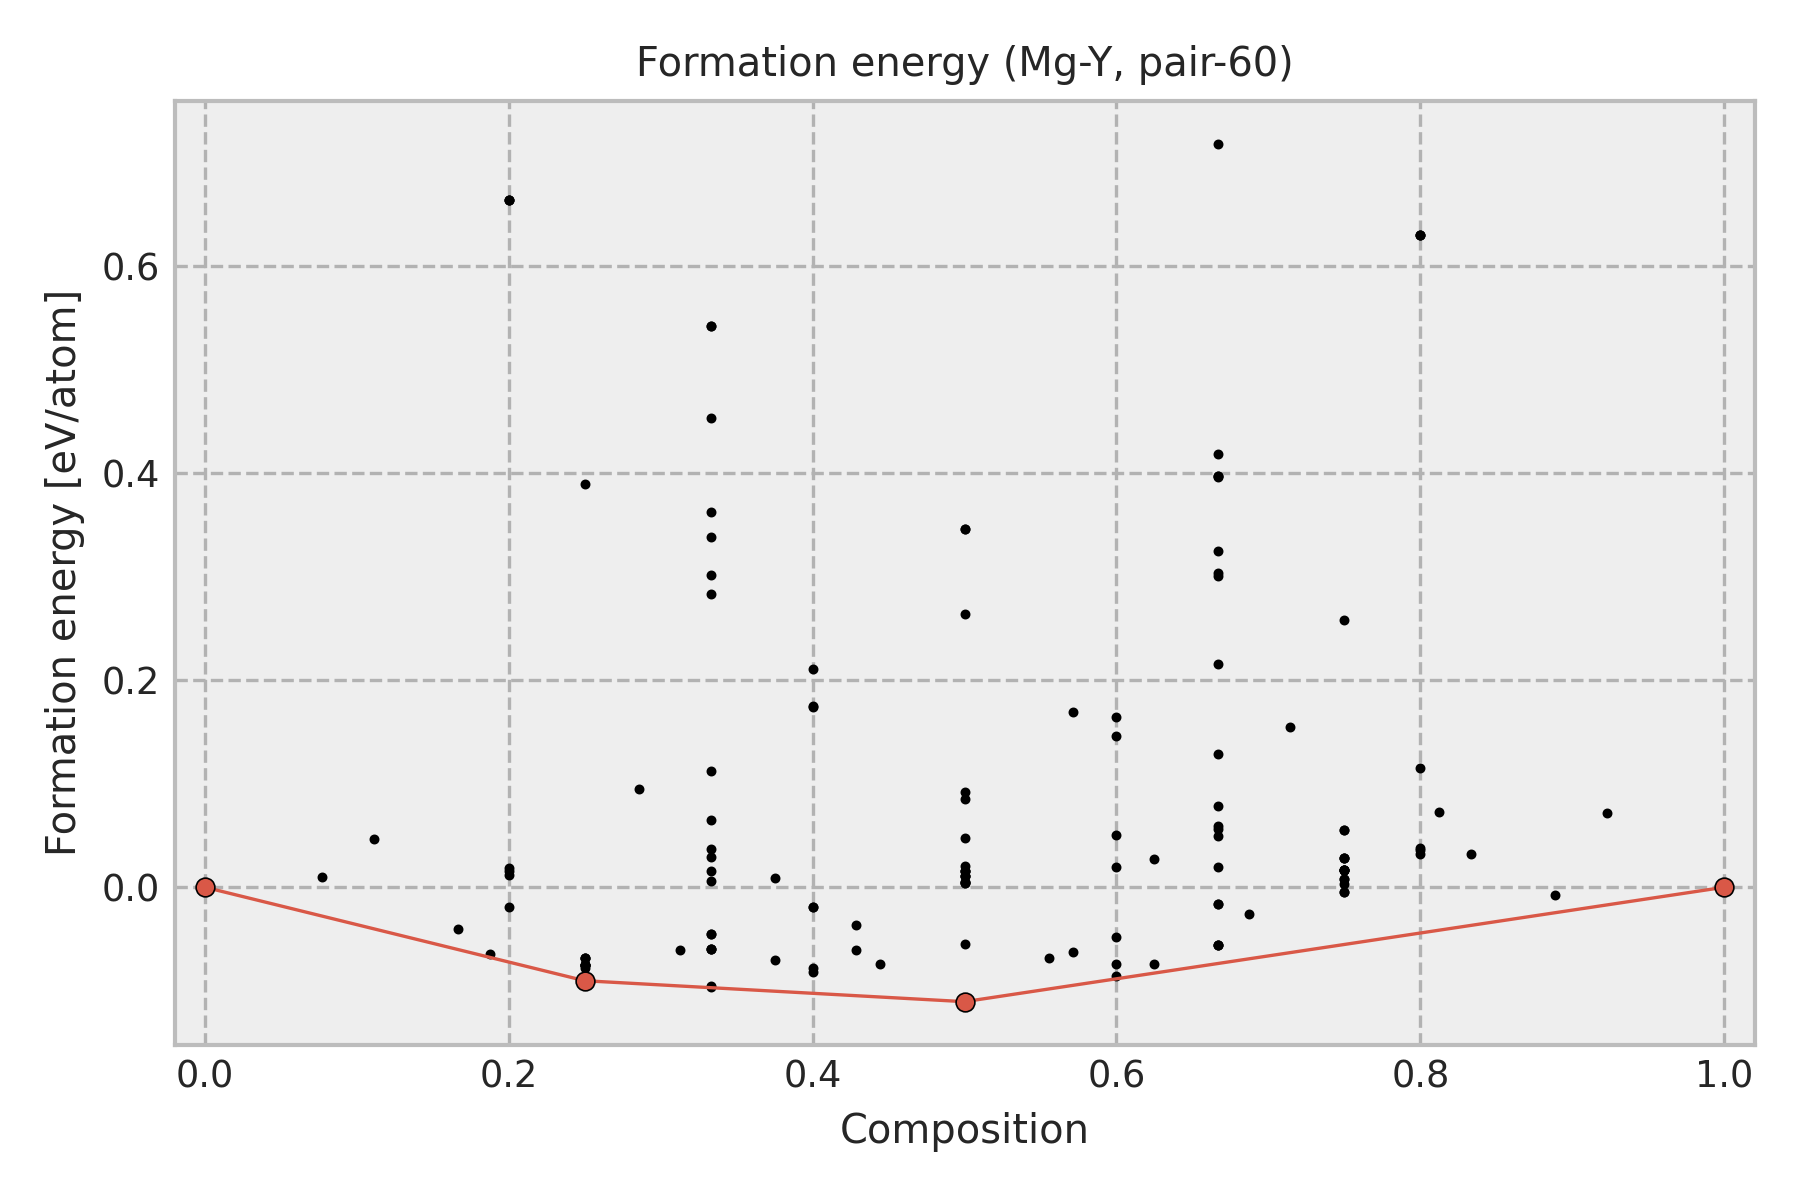 Formation energy (Mg-Y, pair-60)
Formation energy [eV/atom]
0.6
0.4
0.2
0.0
0.0 0.2 0.4 0.6 0.8 1.0
Composition